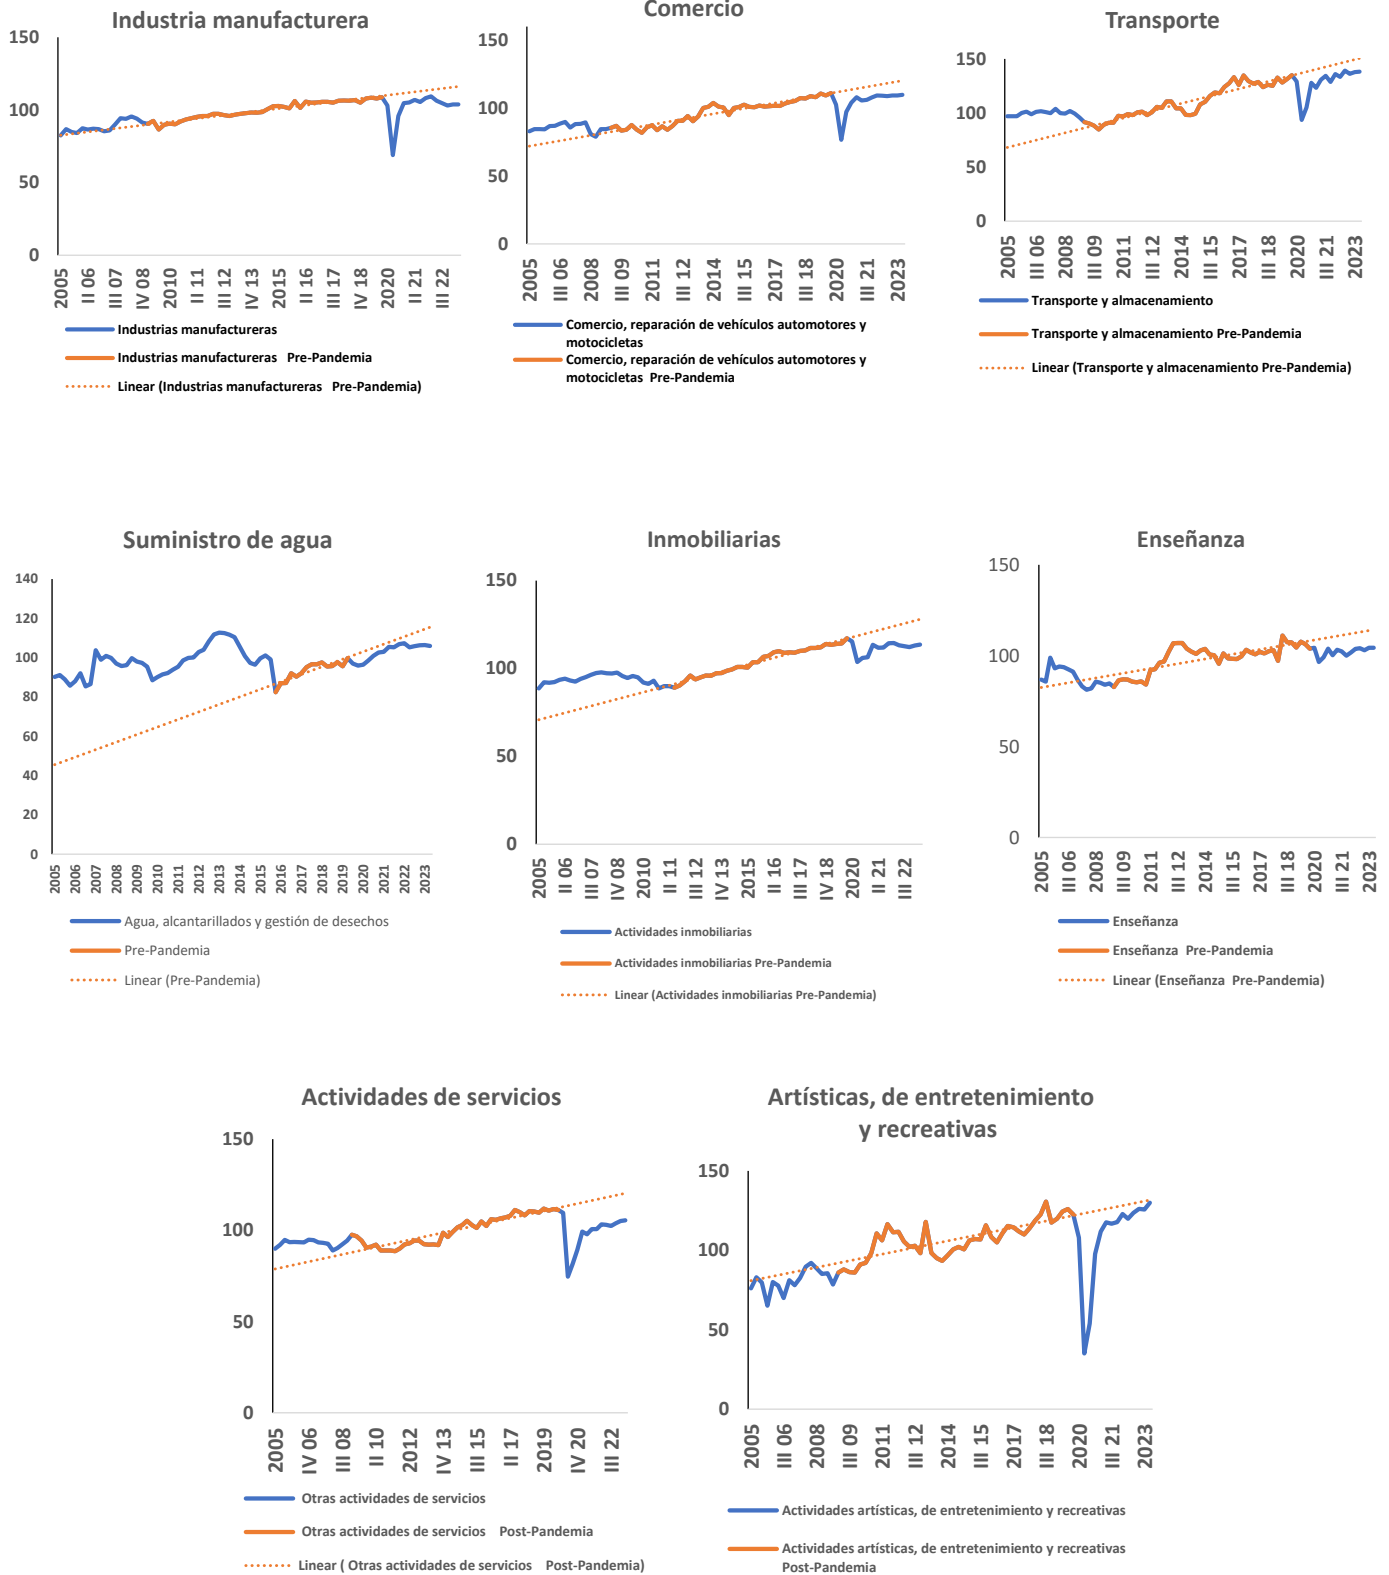 Industria manufacturera
150
100
50
0
2005
II 06
III 07
IV 08
2010
II 11
III 12
IV 13
2015
II 16
III 17
IV 18
2020
II 21
III 22
Industrias manufactureras
Industrias manufactureras Pre-Pandemia
Linear (Industrias manufactureras Pre-Pandemia)
Comercio
150
100
50
0
2005
III 06
2008
III 09
2011
III 12
2014
III 15
2017
III 18
2020
III 21
2023
Comercio, reparación de vehículos automotores y
motocicletas
Comercio, reparación de vehículos automotores y
motocicletas Pre-Pandemia
Transporte
150
100
50
0
2005
III 06
2008
III 09
2011
III 12
2014
III 15
2017
III 18
2020
III 21
2023
Transporte y almacenamiento
Transporte y almacenamiento Pre-Pandemia
Linear (Transporte y almacenamiento Pre-Pandemia)
Suministro de agua
140
120
100
80
60
40
20
0
2005
2006
2007
2008
2009
2010
2011
2012
2013
2014
2015
2016
2017
2018
2019
2020
2021
2022
2023
Agua, alcantarillados y gestión de desechos
Pre-Pandemia
Linear (Pre-Pandemia)
Inmobiliarias
150
100
50
0
2005
II 06
III 07
IV 08
2010
II 11
III 12
IV 13
2015
II 16
III 17
IV 18
2020
II 21
III 22
Actividades inmobiliarias
Actividades inmobiliarias Pre-Pandemia
Linear (Actividades inmobiliarias Pre-Pandemia)
Enseñanza
150
100
50
0
2005
III 06
2008
III 09
2011
III 12
2014
III 15
2017
III 18
2020
III 21
2023
Enseñanza
Enseñanza Pre-Pandemia
Linear (Enseñanza Pre-Pandemia)
Actividades de servicios
150
100
50
0
2005
IV 06
III 08
II 10
2012
IV 13
III 15
II 17
2019
IV 20
III 22
Otras actividades de servicios
Otras actividades de servicios Post-Pandemia
Linear ( Otras actividades de servicios Post-Pandemia)
Artísticas, de entretenimiento
y recreativas
150
100
50
0
2005
III 06
2008
III 09
2011
III 12
2014
III 15
2017
III 18
2020
III 21
2023
Actividades artísticas, de entretenimiento y recreativas
Actividades artísticas, de entretenimiento y recreativas
Post-Pandemia